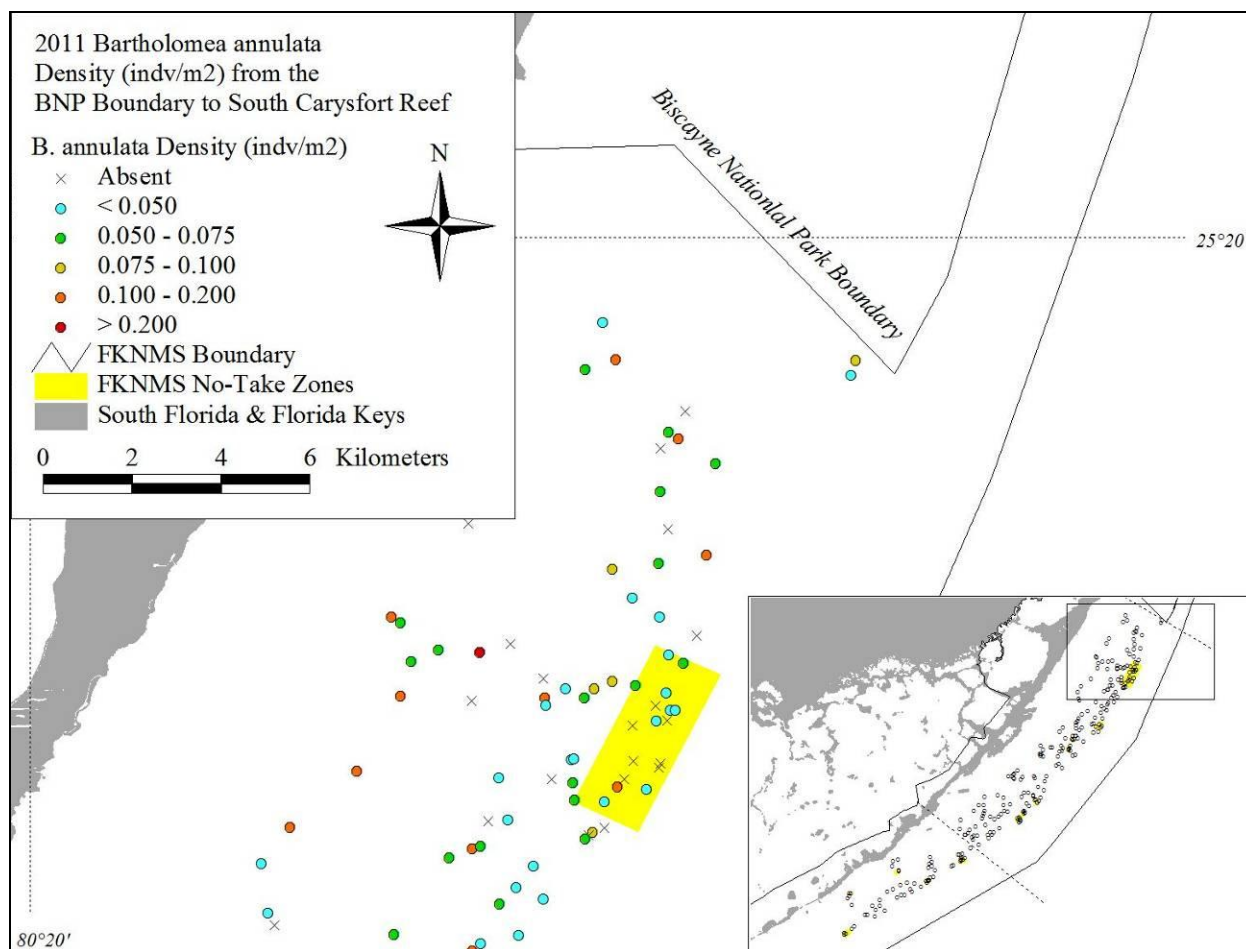 2011 Bartholomea annulata
Density (indv/m2) from the
BNP Boundary to South Carysfort Reef
B. annulata Density (indv/m2)
Absent
< 0.050
0.050 - 0.075
0.075 - 0.100
0.100 - 0.200
> 0.200
FKNMS Boundary
FKNMS No-Take Zones
South Florida & Florida Keys
0 2 4 6 Kilometers
N
Biscayne Nationlal Park Boundary
25°20
80°20'